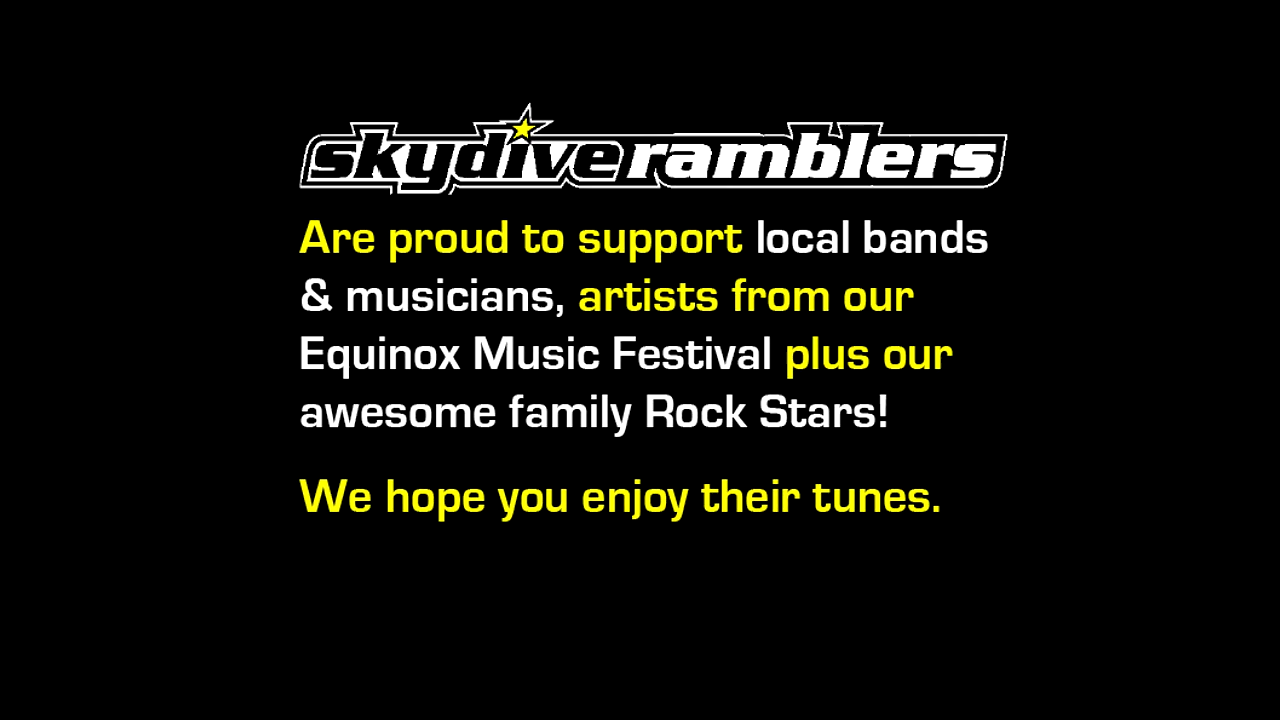 skydiveramblers
Are proud to support local bands
& musicians, artists from our
Equinox Music Festival plus our
awesome family Rock Stars!
We hope you enjoy their tunes.